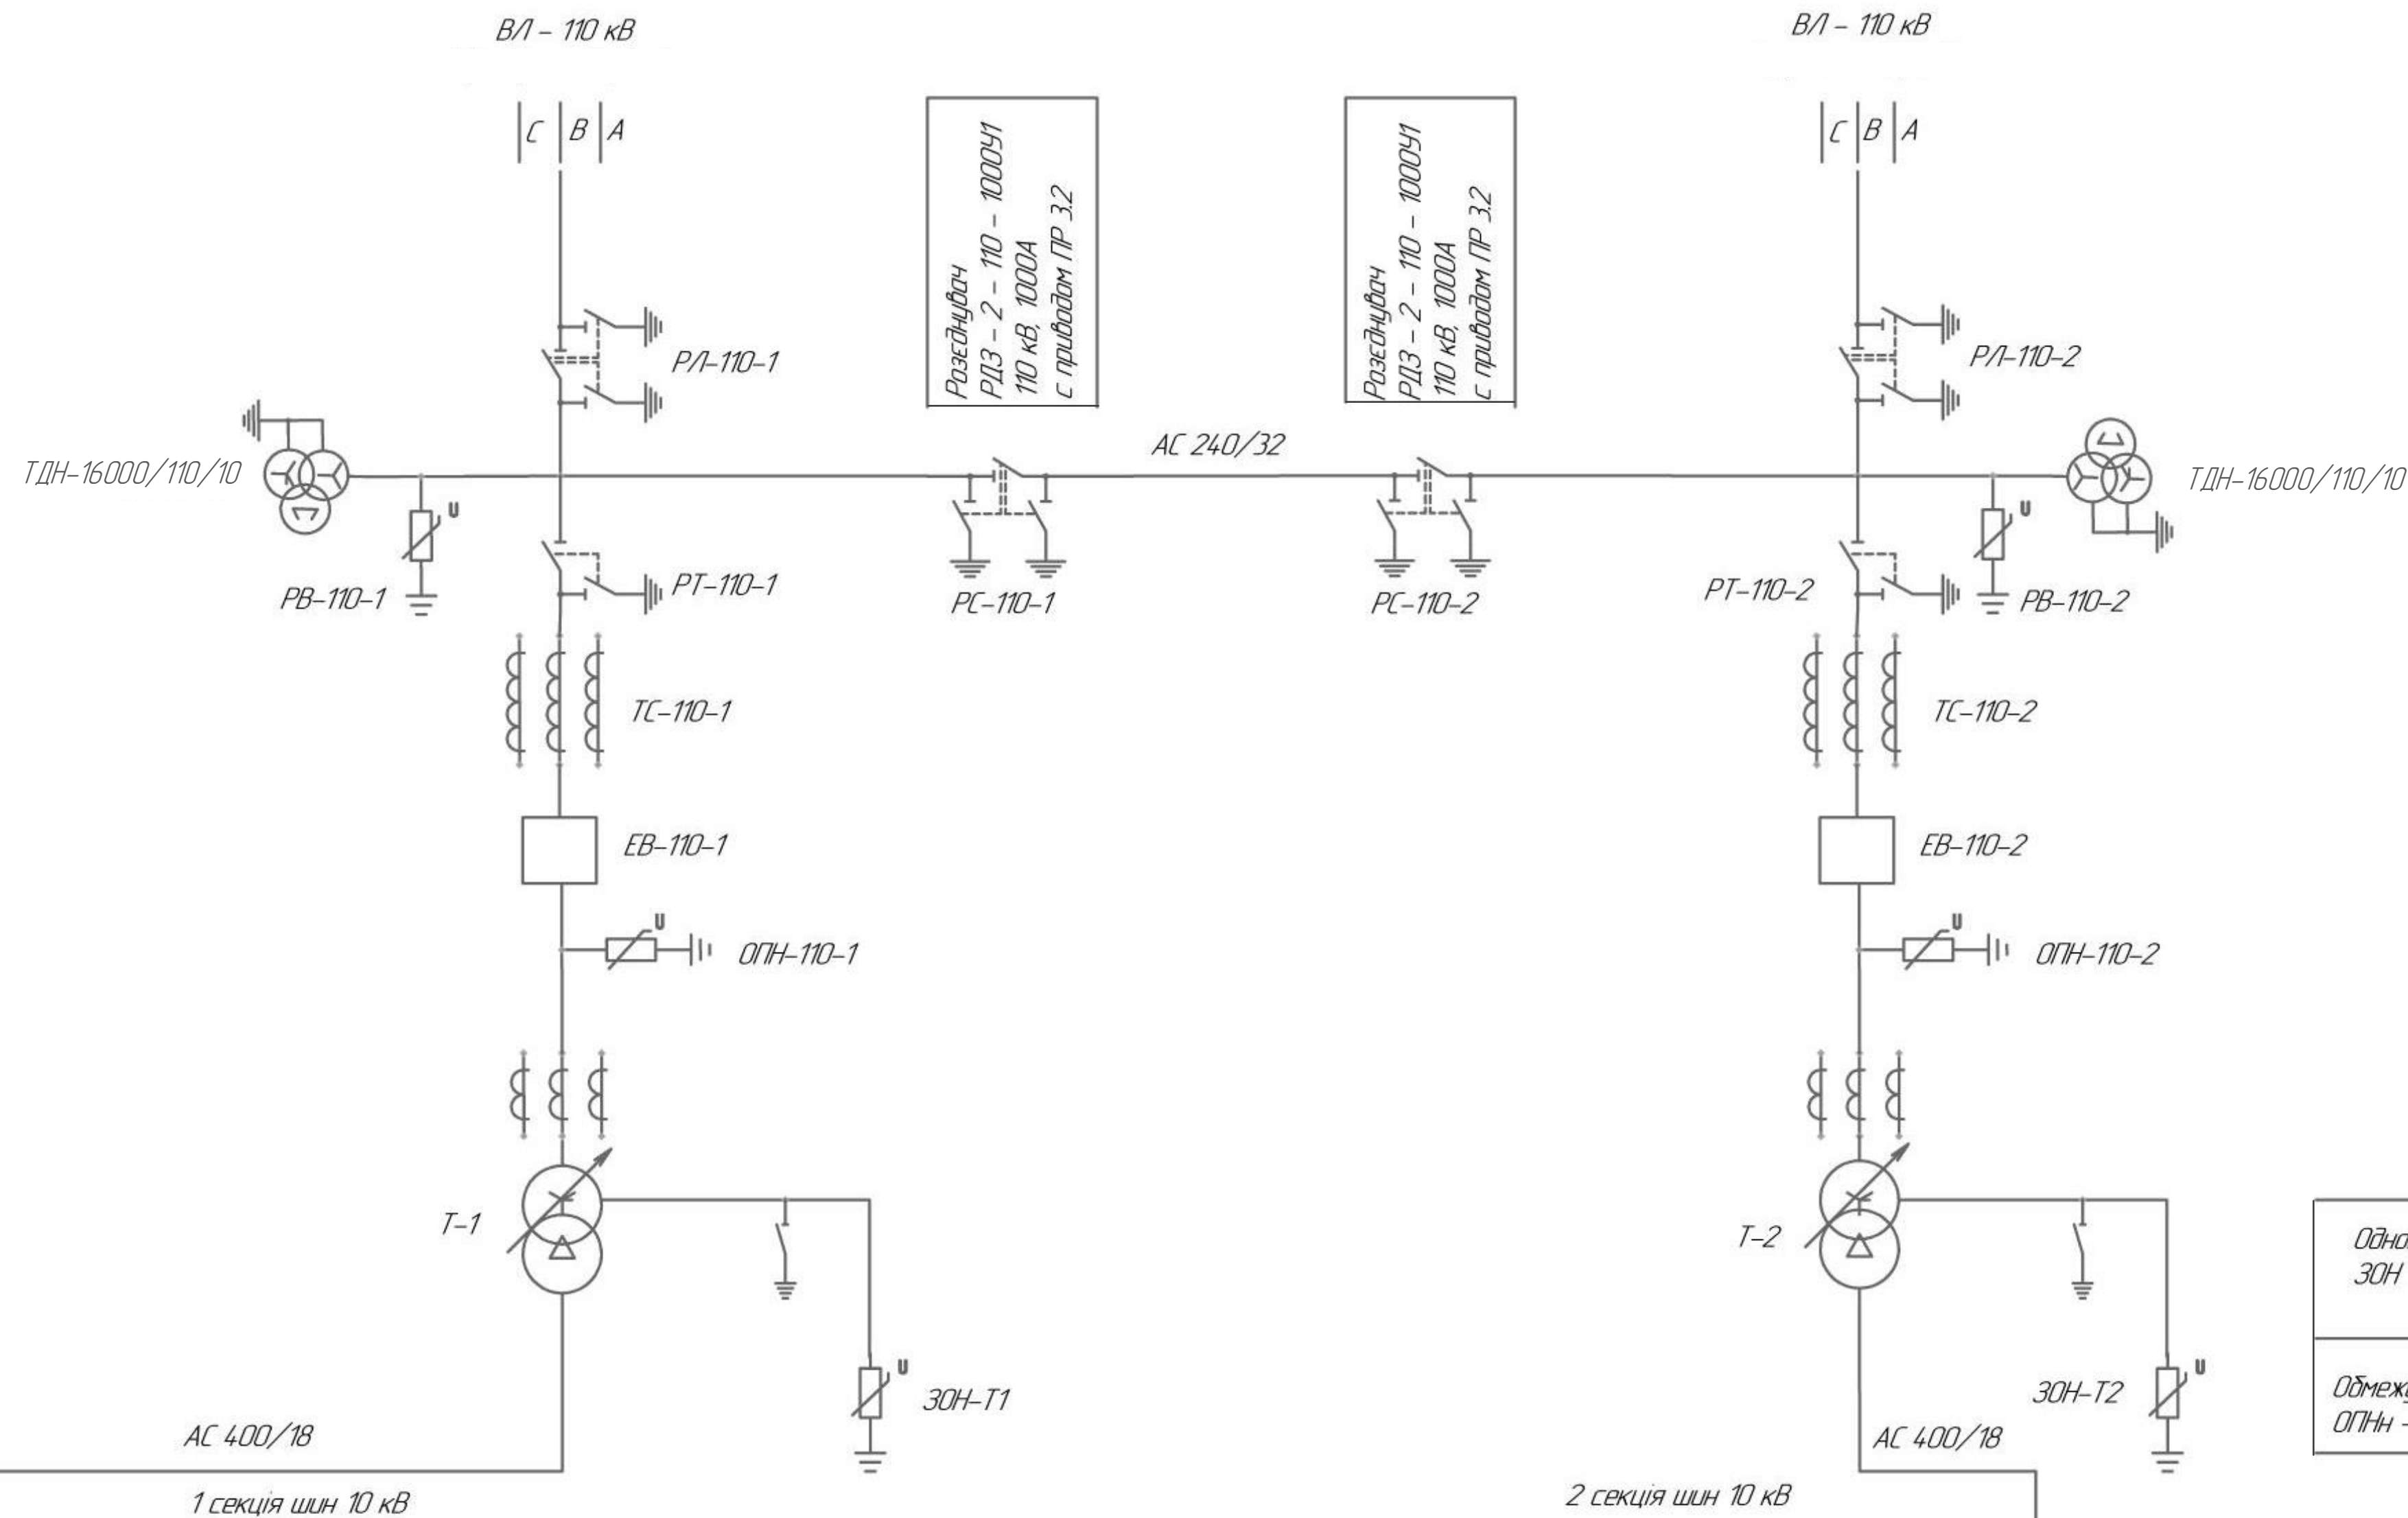 ВЛ - 110 кВ
ВЛ - 110 кВ
С В А
С В А
Розєднувач
РДЗ - 2 - 110 - 1000У1
110 кВ, 1000А
с приводом ПР 3.2
Розєднувач
РДЗ - 2 - 110 - 1000У1
110 кВ, 1000А
с приводом ПР 3.2
РЛ-110-1
РЛ-110-2
АС 240/32
ТДН-16000/110/10
ТДН-16000/110/10
U
U
РВ-110-1
РТ-110-1
РС-110-1
РС-110-2
РТ-110-2
РВ-110-2
ТС-110-1
ТС-110-2
ЕВ-110-1
ЕВ-110-2
U
U
ОПН-110-1
ОПН-110-2
Т-1
Т-2
Одно
ЗОН
U
U
ЗОН-Т1
ЗОН-Т2
Обмеж
ОПНн -
АС 400/18
АС 400/18
1 секція шин 10 кВ
2 секція шин 10 кВ